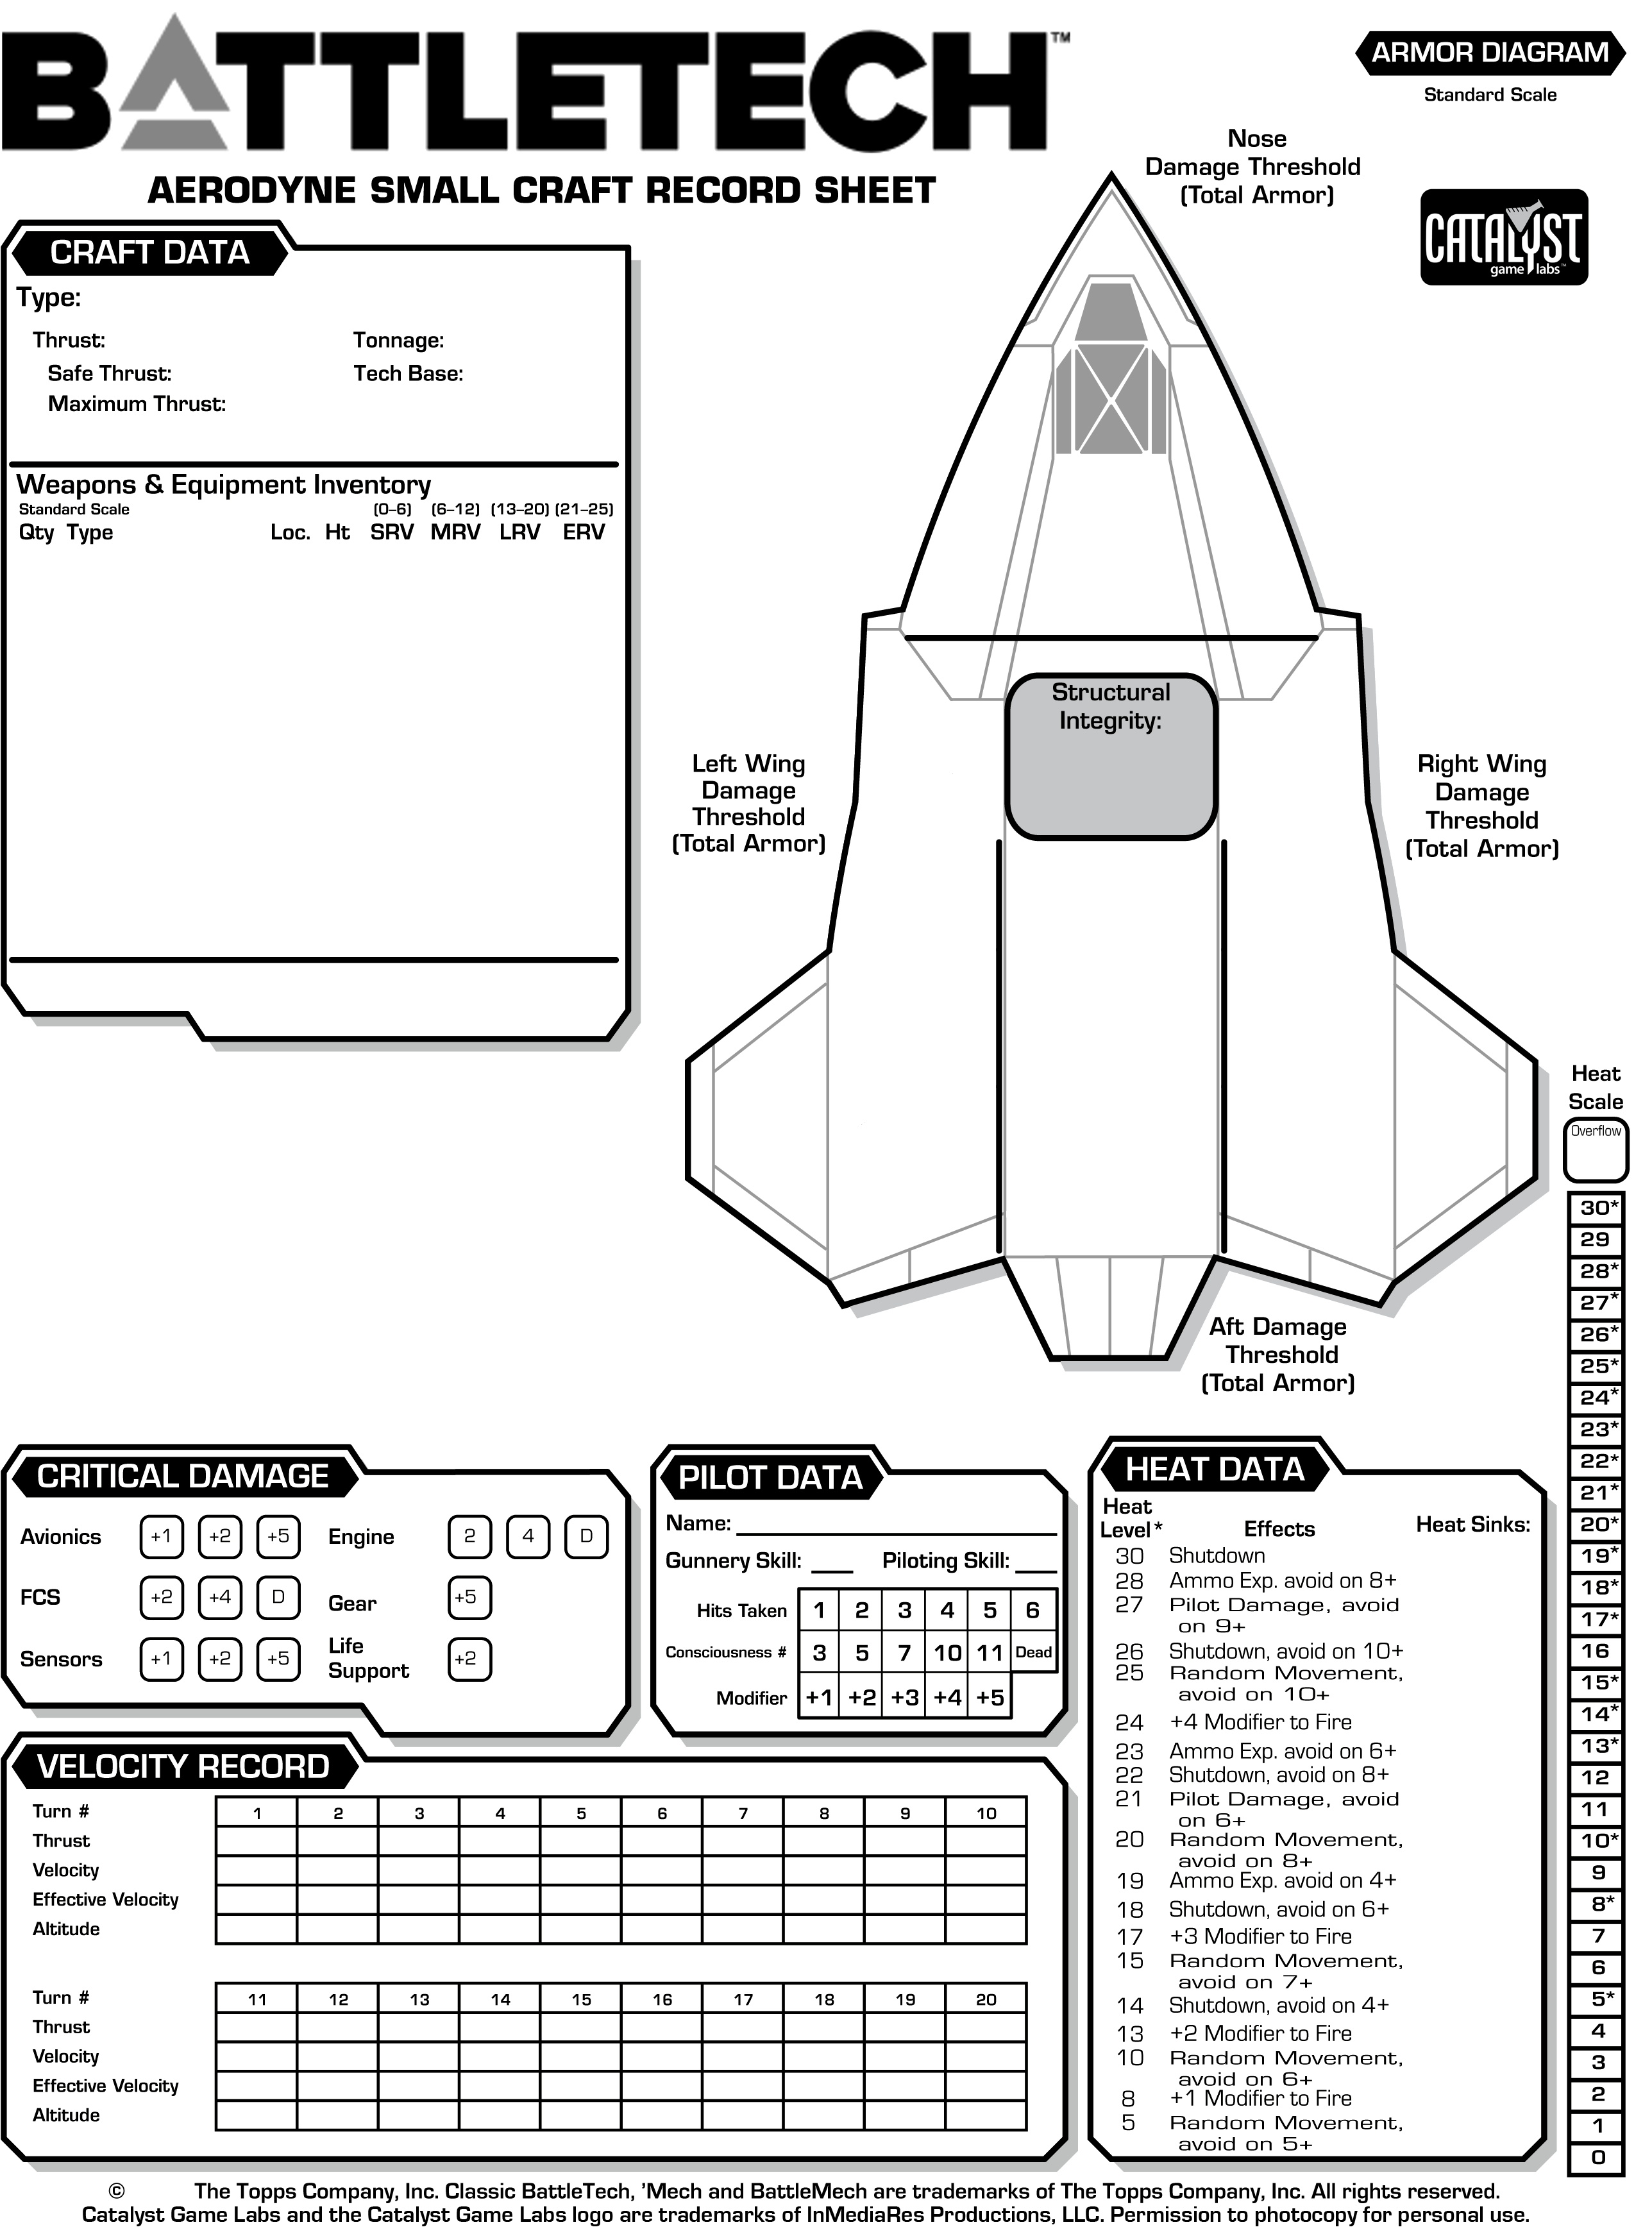 BATTLETECH™
AERODYNE SMALL CRAFT RECORD SHEET
ARMOR DIAGRAM
Standard Scale
Nose
Damage Threshold
(Total Armor)
CATALYST
game labs™
CRAFT DATA
Type:
Thrust: Tonnage:
Safe Thrust: Tech Base:
Maximum Thrust:
Weapons & Equipment Inventory
Standard Scale (0–6) (6–12) (13–20) (21–25)
Qty Type Loc. Ht SRV MRV LRV ERV
Structural
Integrity:
Left Wing
Damage
Threshold
(Total Armor)
Right Wing
Damage
Threshold
(Total Armor)
Aft Damage
Threshold
(Total Armor)
Heat
Scale
Overflow
30*
29
28*
27*
26*
25*
24*
23*
22*
21*
20*
19*
18*
17*
16
15*
14*
13*
12
11
10*
9
8*
7
6
5*
4
3
2
1
0
CRITICAL DAMAGE
Avionics +1 +2 +5 Engine 2 4 D
FCS +2 +4 D Gear +5
Sensors +1 +2 +5 Life
Support +2
PILOT DATA
Name:
Gunnery Skill: Piloting Skill:
Hits Taken 1 2 3 4 5 6
Consciousness # 3 5 7 10 11 Dead
Modifier +1 +2 +3 +4 +5
HEAT DATA
Heat
Level* Effects Heat Sinks:
30 Shutdown
28 Ammo Exp. avoid on 8+
27 Pilot Damage, avoid
on 9+
26 Shutdown, avoid on 10+
25 Random Movement,
avoid on 10+
24 +4 Modifier to Fire
23 Ammo Exp. avoid on 6+
22 Shutdown, avoid on 8+
21 Pilot Damage, avoid
on 6+
20 Random Movement,
avoid on 8+
19 Ammo Exp. avoid on 4+
18 Shutdown, avoid on 6+
17 +3 Modifier to Fire
15 Random Movement,
avoid on 7+
14 Shutdown, avoid on 4+
13 +2 Modifier to Fire
10 Random Movement,
avoid on 6+
8 +1 Modifier to Fire
5 Random Movement,
avoid on 5+
VELOCITY RECORD
Turn # 1 2 3 4 5 6 7 8 9 10
Thrust
Velocity
Effective Velocity
Altitude
Turn # 11 12 13 14 15 16 17 18 19 20
Thrust
Velocity
Effective Velocity
Altitude
© The Topps Company, Inc. Classic BattleTech, ’Mech and BattleMech are trademarks of The Topps Company, Inc. All rights reserved.
Catalyst Game Labs and the Catalyst Game Labs logo are trademarks of InMediaRes Productions, LLC. Permission to photocopy for personal use.